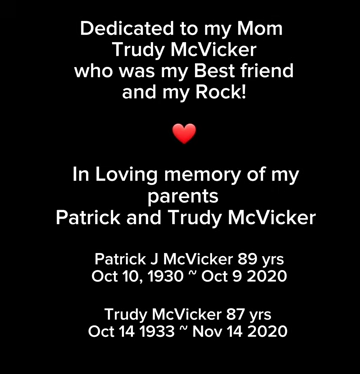 Dedicated to my Mom
Trudy McVicker
who was my Best friend
and my Rock!
❤️
In Loving memory of my
parents
Patrick and Trudy McVicker
Patrick J McVicker 89 yrs
Oct 10, 1930 ~ Oct 9 2020
Trudy McVicker 87 yrs
Oct 14 1933 ~ Nov 14 2020